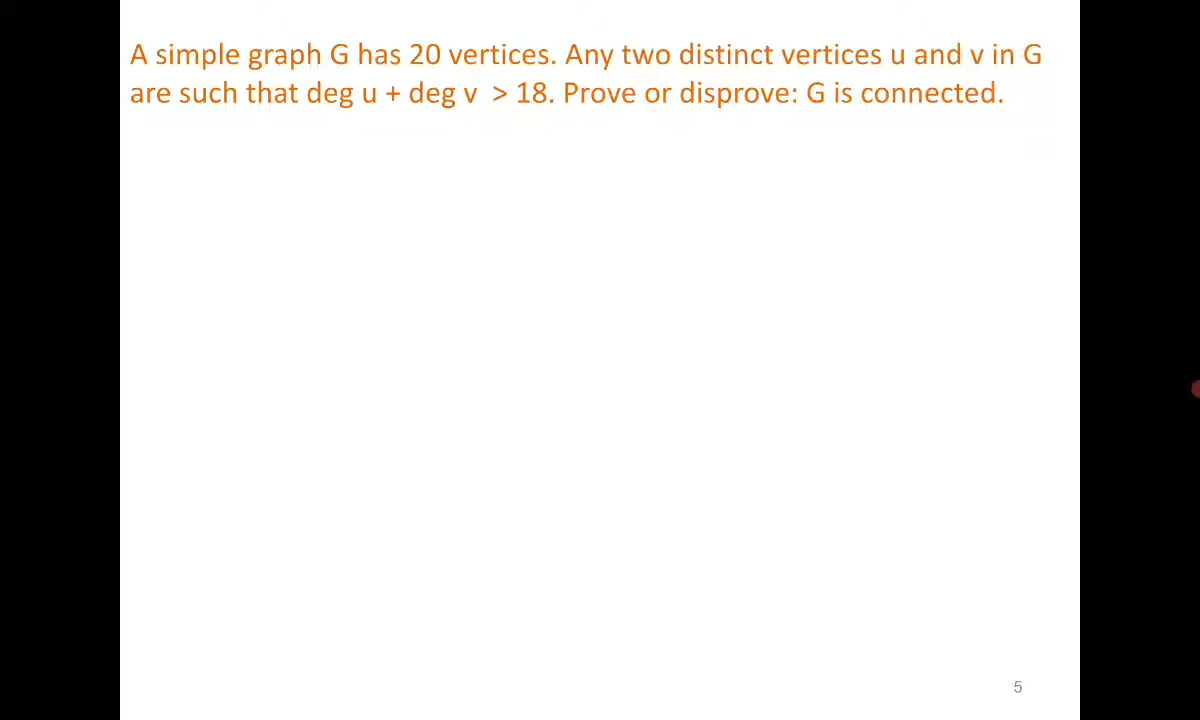 A simple graph G has 20 vertices. Any two distinct vertices u and v in G
are such that deg u + deg v > 18. Prove or disprove: G is connected.
5